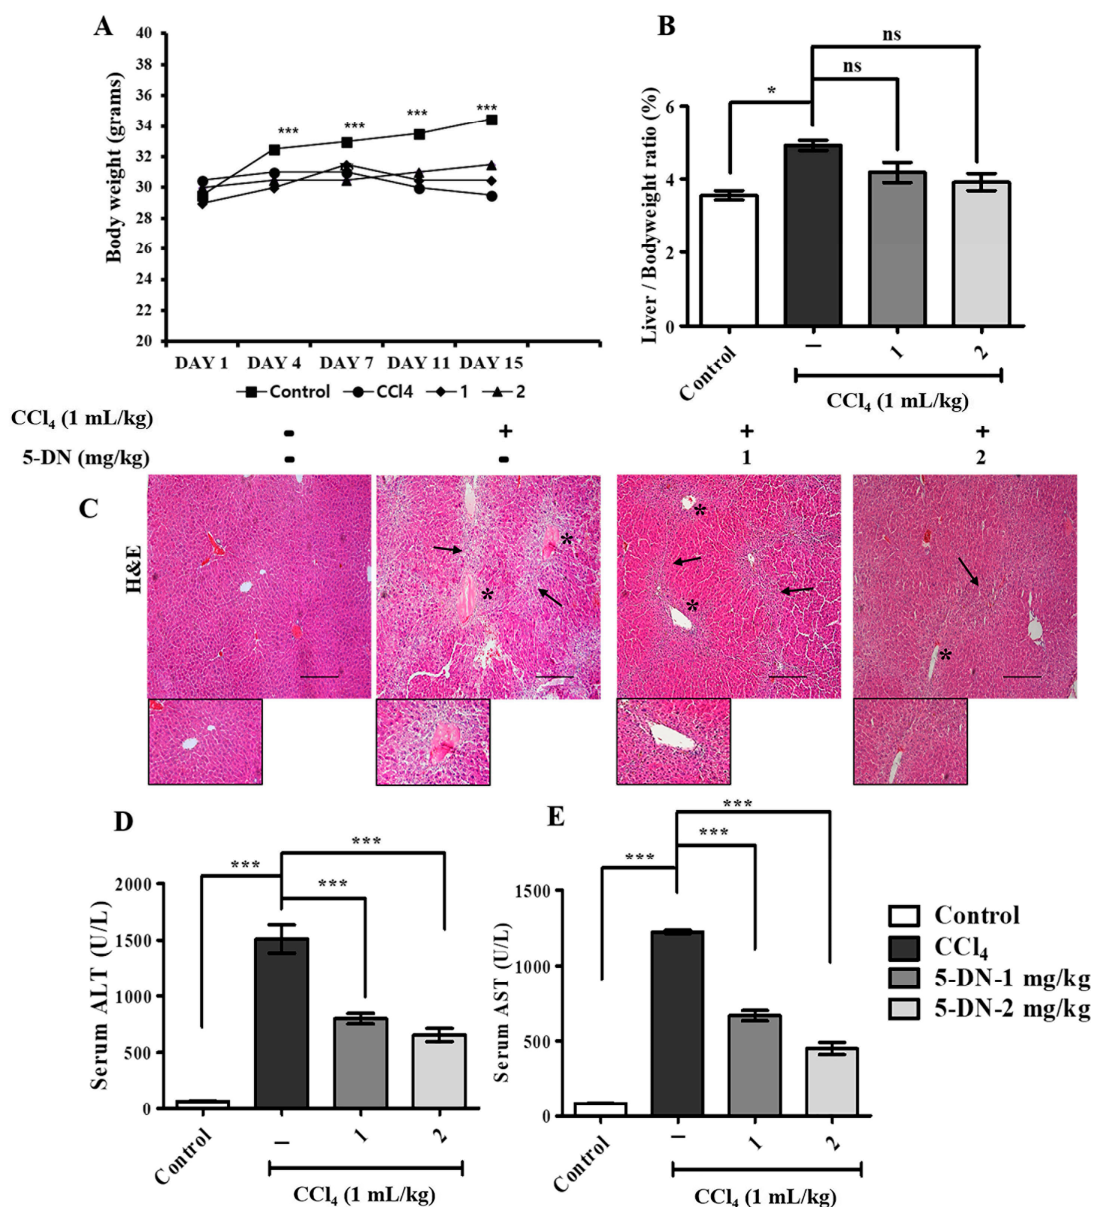 A
Body weight (grams)
40
38
36
34
32
30
28
26
24
22
20
*** *** *** ***
DAY 1 DAY 4 DAY 7 DAY 11 DAY 15
Control CCl4 1 2
B
Liver / Bodyweight ratio (%)
6
4
2
0
ns
ns
*
Control – 1 2
CCl₄ (1 mL/kg)
CCl₄ (1 mL/kg) - + + +
5-DN (mg/kg) - - 1 2
C
H&E
* * * * *
D
Serum ALT (U/L)
2000
1500
1000
500
0
***
***
***
Control – 1 2
CCl₄ (1 mL/kg)
E
Serum AST (U/L)
1500
1000
500
0
***
***
***
Control – 1 2
CCl₄ (1 mL/kg)
Control
CCl₄
5-DN-1 mg/kg
5-DN-2 mg/kg